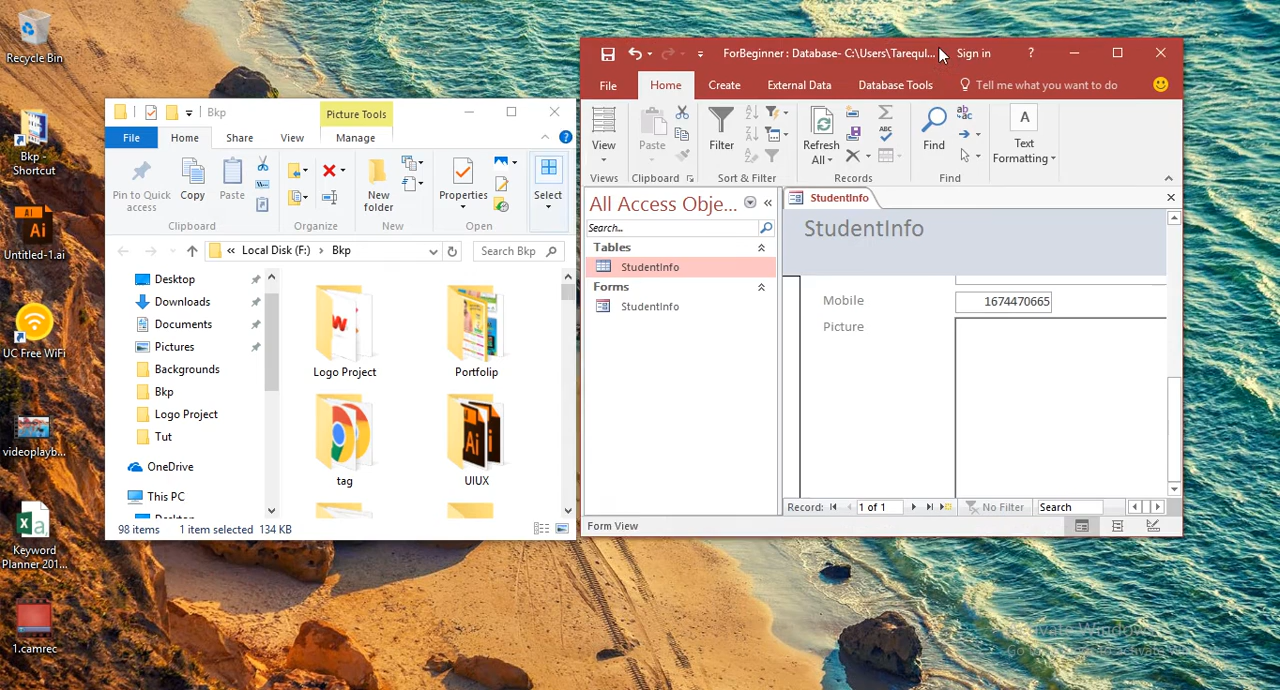 Recycle Bin
Bkp -
Shortcut
Ai
Untitled-1.ai
UC Free WiFi
videoplayb...
Keyword
Planner 201...
1.camrec
Bkp
Picture Tools
File
Home
Share
View
Manage
Pin to Quick
access
Copy
Paste
New
folder
Properties
Select
Clipboard
Organize
New
Open
« Local Disk (F:) › Bkp
Search Bkp
Desktop
Downloads
Documents
Pictures
Backgrounds
Bkp
Logo Project
Tut
OneDrive
This PC
Desktop
Logo Project
Portfolip
Ai
tag
UIUX
98 items
1 item selected 134 KB
ForBeginner : Database- C:\Users\Tarequl...
Sign in
File
Home
Create
External Data
Database Tools
Tell me what you want to do
View
Paste
Filter
Refresh
All
Find
A
Text
Formatting
Views
Clipboard
Sort & Filter
Records
Find
All Access Obje...
Search...
Tables
StudentInfo
Forms
StudentInfo
StudentInfo
StudentInfo
Mobile
1674470665
Picture
Record:
1 of 1
No Filter
Search
Form View